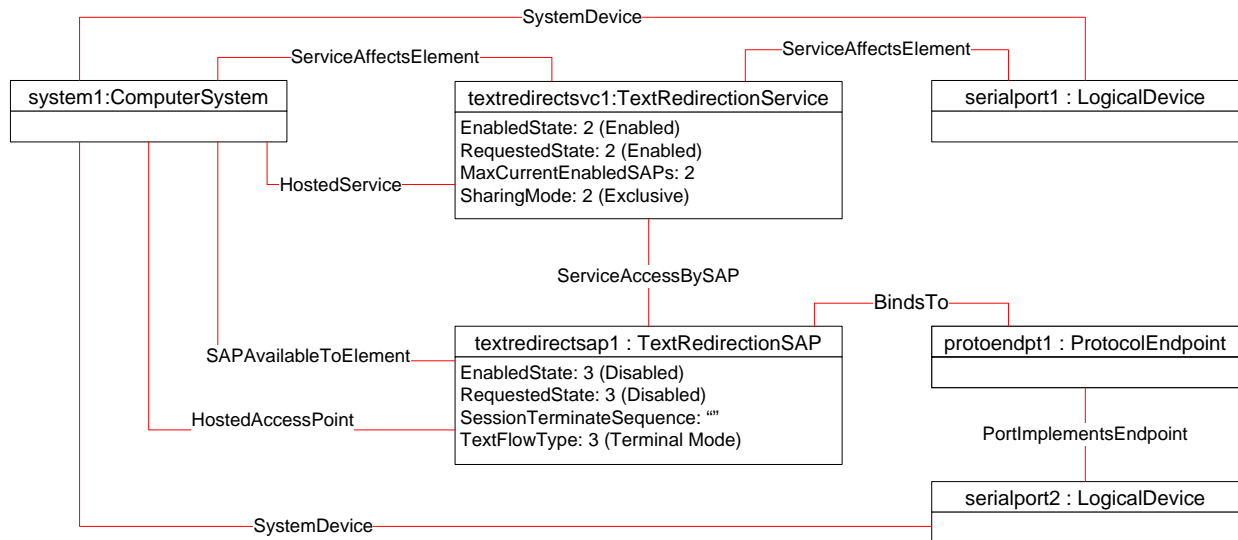 SystemDevice
ServiceAffectsElement
ServiceAffectsElement
system1:ComputerSystem
textredirectsvc1:TextRedirectionService
EnabledState: 2 (Enabled)
RequestedState: 2 (Enabled)
MaxCurrentEnabledSAPs: 2
SharingMode: 2 (Exclusive)
serialport1 : LogicalDevice
HostedService
ServiceAccessBySAP
BindsTo
textredirectsap1 : TextRedirectionSAP
EnabledState: 3 (Disabled)
RequestedState: 3 (Disabled)
SessionTerminateSequence: “”
TextFlowType: 3 (Terminal Mode)
protoendpt1 : ProtocolEndpoint
SAPAvailableToElement
HostedAccessPoint
PortImplementsEndpoint
serialport2 : LogicalDevice
SystemDevice